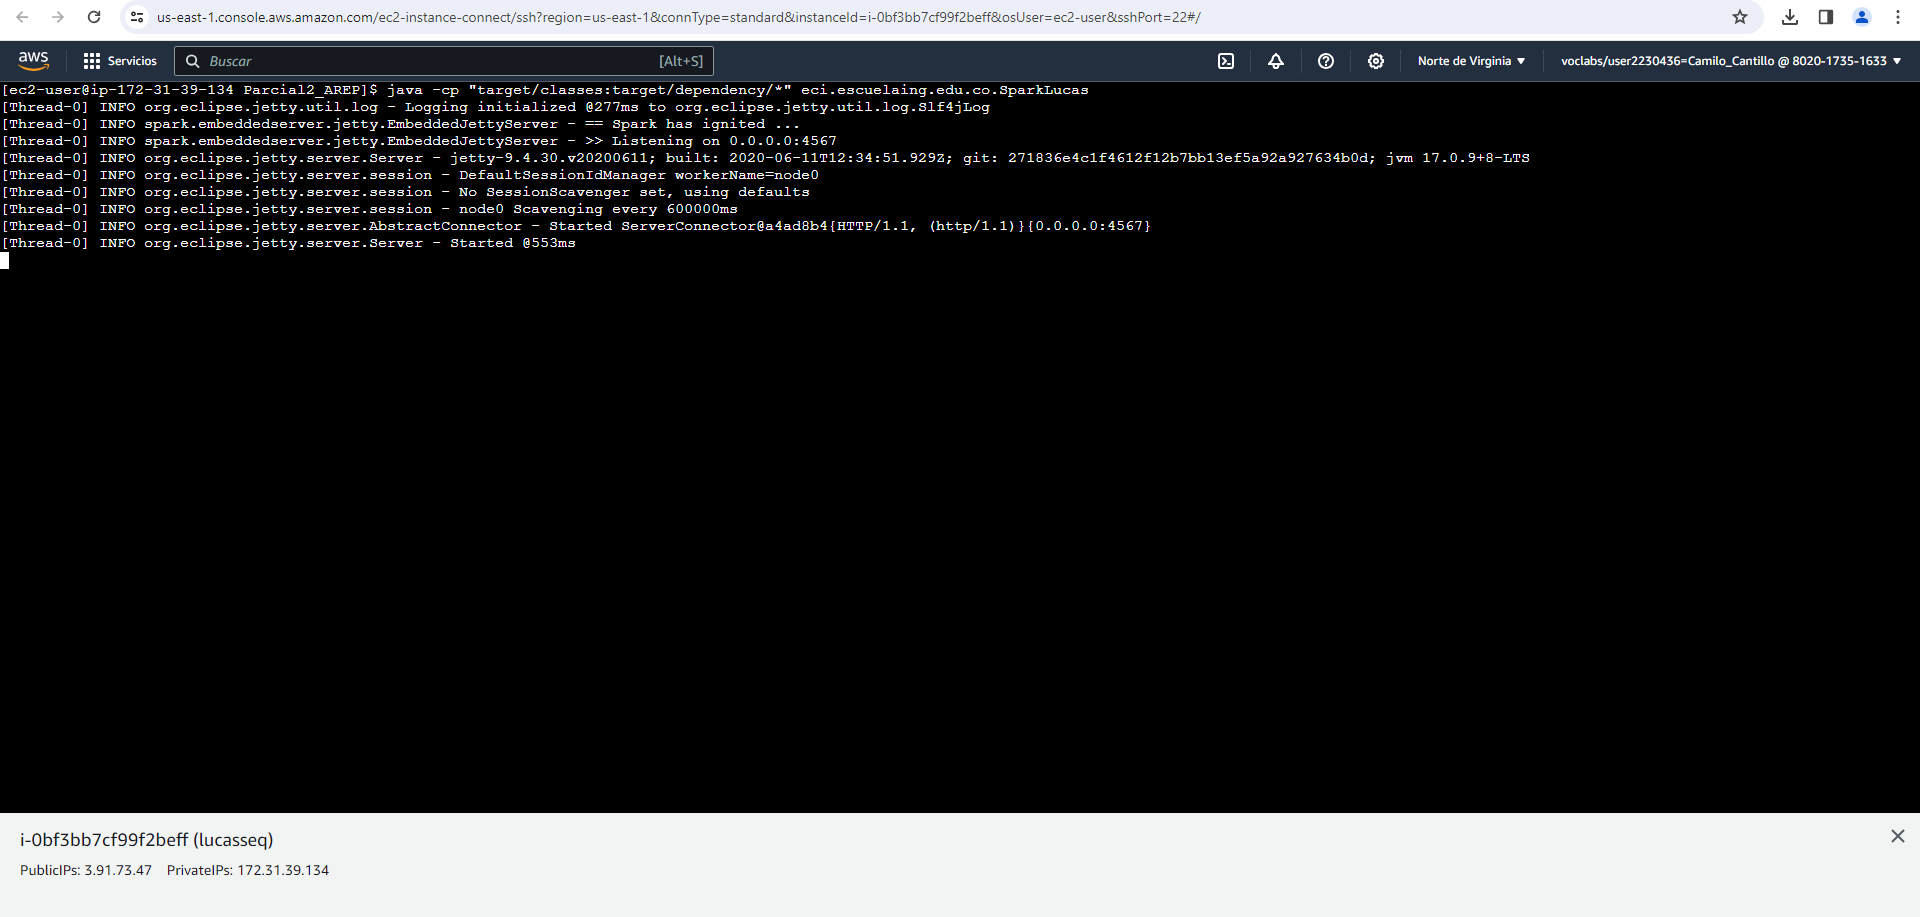 us-east-1.console.aws.amazon.com/ec2-instance-connect/ssh?region=us-east-1&connType=standard&instanceId=i-0bf3bb7cf99f2beff&osUser=ec2-user&sshPort=22#/
aws Servicios Buscar [Alt+S] Norte de Virginia voclabs/user2230436=Camilo_Cantillo @ 8020-1735-1633
[ec2-user@ip-172-31-39-134 Parcial2_AREP]$ java -cp "target/classes:target/dependency/*" eci.escuelaing.edu.co.SparkLucas
[Thread-0] INFO org.eclipse.jetty.util.log - Logging initialized @277ms to org.eclipse.jetty.util.log.Slf4jLog
[Thread-0] INFO spark.embeddedserver.jetty.EmbeddedJettyServer - == Spark has ignited ...
[Thread-0] INFO spark.embeddedserver.jetty.EmbeddedJettyServer - >> Listening on 0.0.0.0:4567
[Thread-0] INFO org.eclipse.jetty.server.Server - jetty-9.4.30.v20200611; built: 2020-06-11T12:34:51.929Z; git: 271836e4c1f4612f12b7bb13ef5a92a927634b0d; jvm 17.0.9+8-LTS
[Thread-0] INFO org.eclipse.jetty.server.session - DefaultSessionIdManager workerName=node0
[Thread-0] INFO org.eclipse.jetty.server.session - No SessionScavenger set, using defaults
[Thread-0] INFO org.eclipse.jetty.server.session - node0 Scavenging every 600000ms
[Thread-0] INFO org.eclipse.jetty.server.AbstractConnector - Started ServerConnector@a4ad8b4{HTTP/1.1, (http/1.1)}{0.0.0.0:4567}
[Thread-0] INFO org.eclipse.jetty.server.Server - Started @553ms
i-0bf3bb7cf99f2beff (lucasseq)
PublicIPs: 3.91.73.47 PrivateIPs: 172.31.39.134